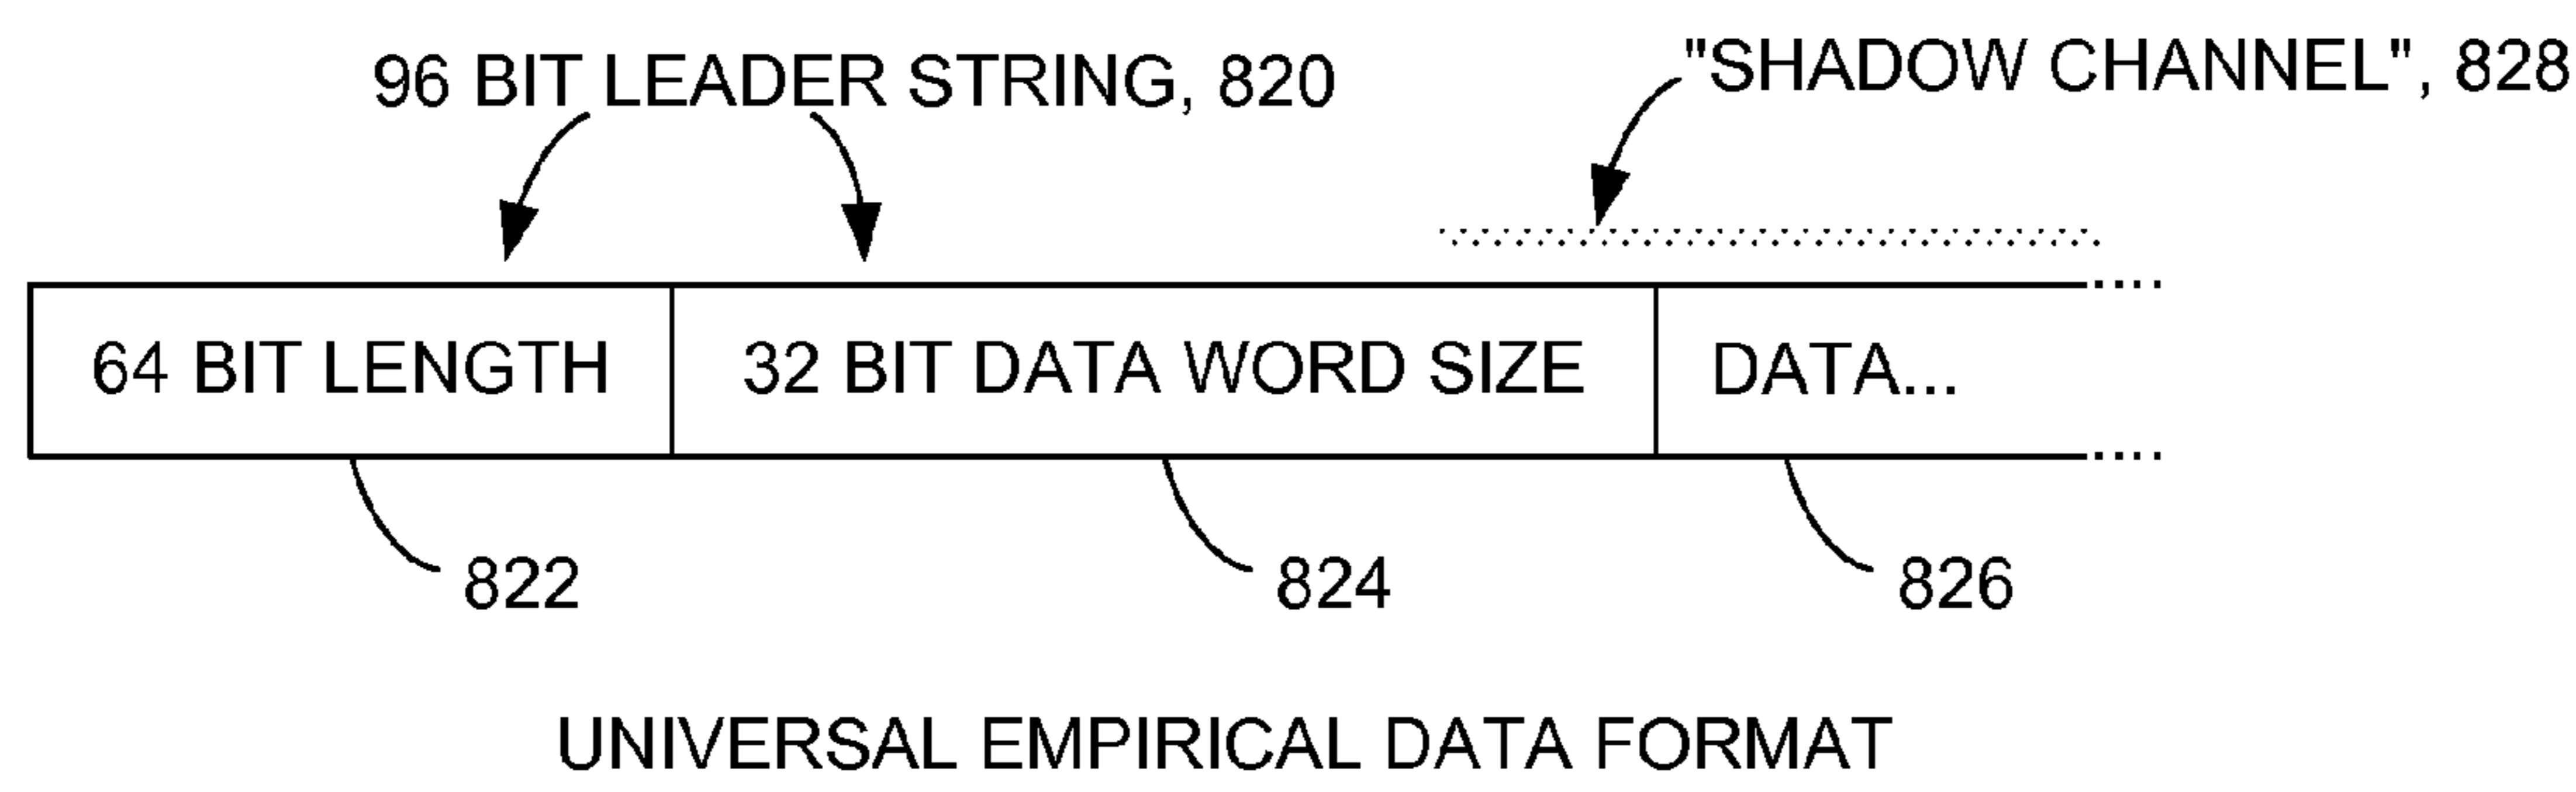 "SHADOW CHANNEL", 828
96 BIT LEADER STRING, 820
64 BIT LENGTH
32 BIT DATA WORD SIZE
DATA...
822
824
826
UNIVERSAL EMPIRICAL DATA FORMAT